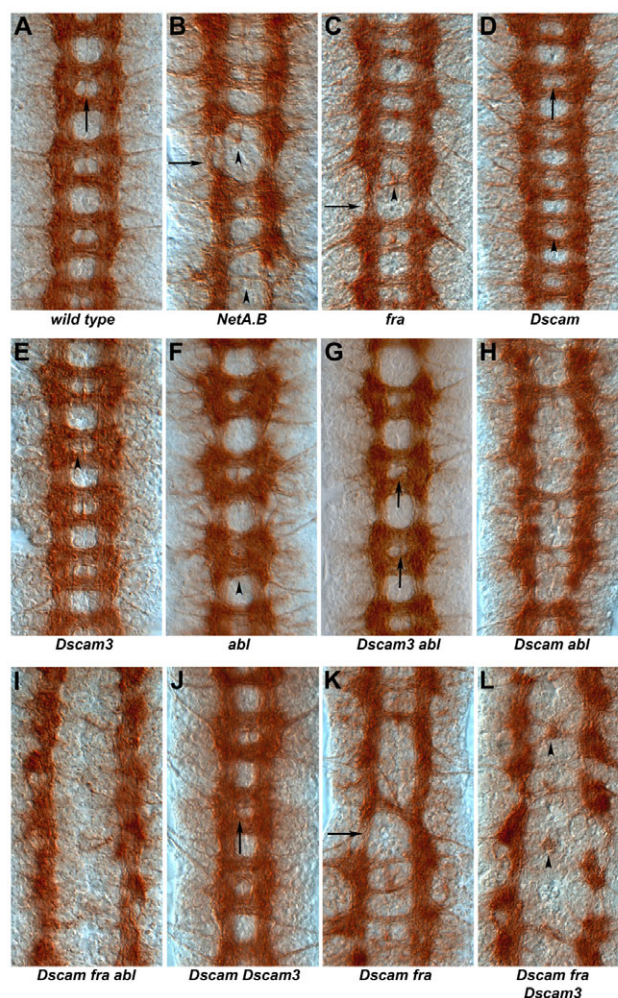 A B C D
wild type NetA.B fra Dscam
E F G H
Dscam3 abl Dscam3 abl Dscam abl
I J K L
Dscam fra abl Dscam Dscam3 Dscam fra Dscam fra
Dscam3